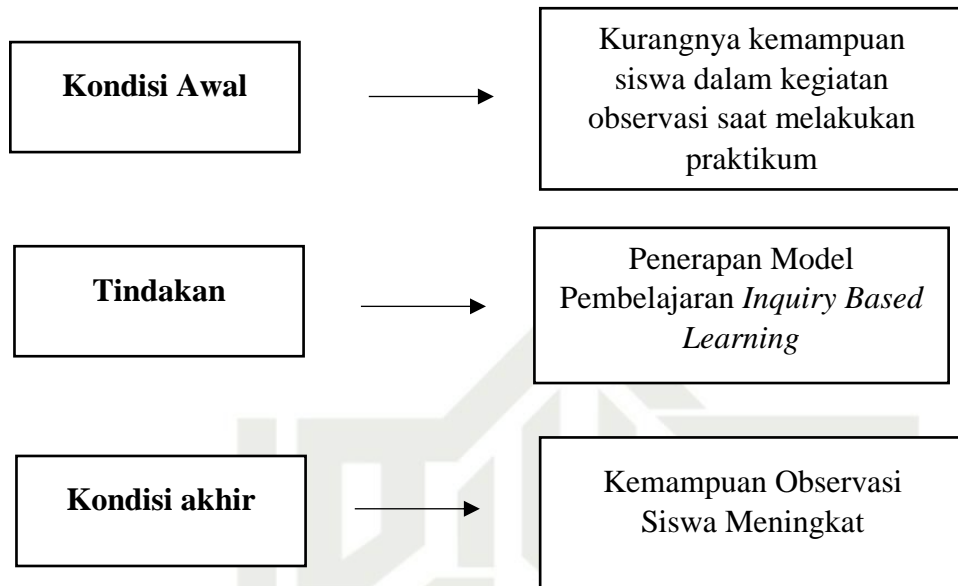 Kondisi Awal
Kurangnya kemampuan
siswa dalam kegiatan
observasi saat melakukan
praktikum
Tindakan
Penerapan Model
Pembelajaran Inquiry Based
Learning
Kondisi akhir
Kemampuan Observasi
Siswa Meningkat